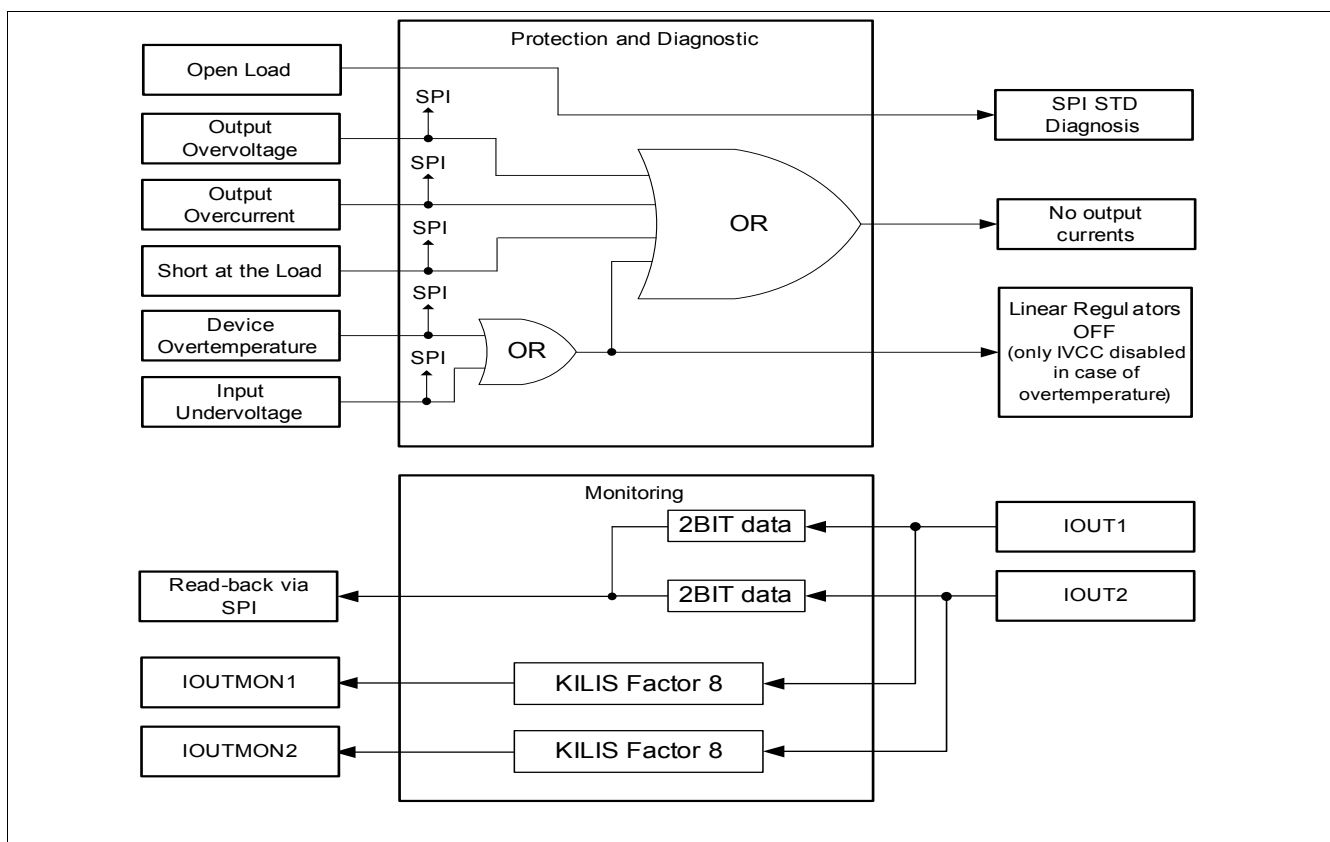 Protection and Diagnostic
Open Load
SPI
SPI STD
Diagnosis
Output
Overvoltage
SPI
Output
Overcurrent
OR
No output
currents
SPI
Short at the Load
SPI
Device
Overtemperature
SPI
OR
Linear Regulators
OFF
(only IVCC disabled
in case of
overtemperature)
Input
Undervoltage
Monitoring
2BIT data
IOUT1
Read-back via
SPI
2BIT data
IOUT2
IOUTMON1
KILIS Factor 8
IOUTMON2
KILIS Factor 8